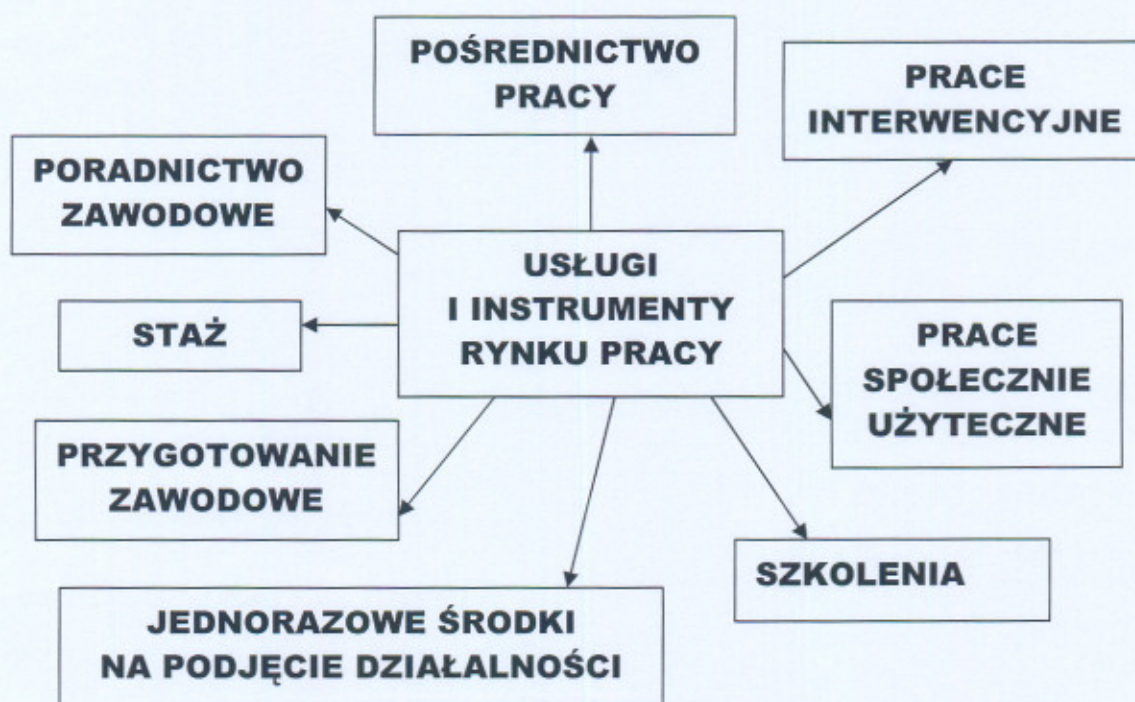 POŚREDNICTWO
PRACY
PRACE
INTERWENCYJNE
PORADNICTWO
ZAWODOWE
USŁUGI
I INSTRUMENTY
RYNKU PRACY
STAŻ
PRACE
SPOŁECZNIE
UŻYTECZNE
PRZYGOTOWANIE
ZAWODOWE
SZKOLENIA
JEDNORAZOWE ŚRODKI
NA PODJĘCIE DZIAŁALNOŚCI